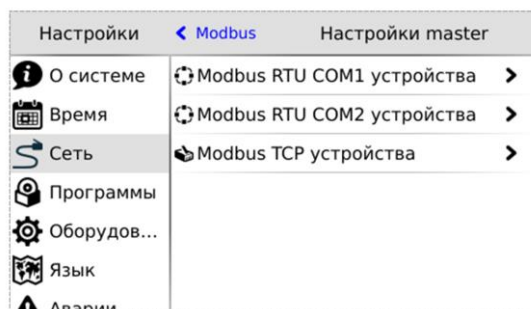 Настройки
Modbus
Настройки master
О системе
Modbus RTU COM1 устройства
Время
Modbus RTU COM2 устройства
Сеть
Modbus TCP устройства
Программы
Оборудов...
Язык
Аварии